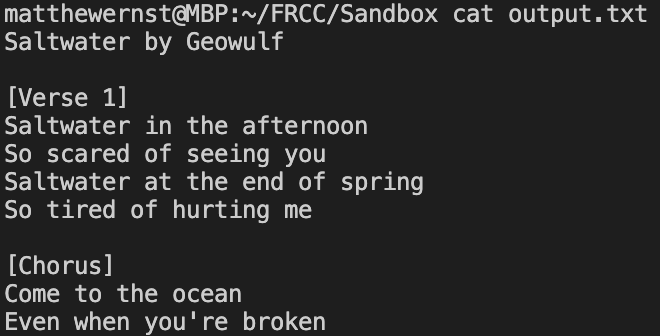 matthewernst@MBP:~/FRCC/Sandbox cat output.txt
Saltwater by Geowulf

[Verse 1]
Saltwater in the afternoon
So scared of seeing you
Saltwater at the end of spring
So tired of hurting me

[Chorus]
Come to the ocean
Even when you're broken